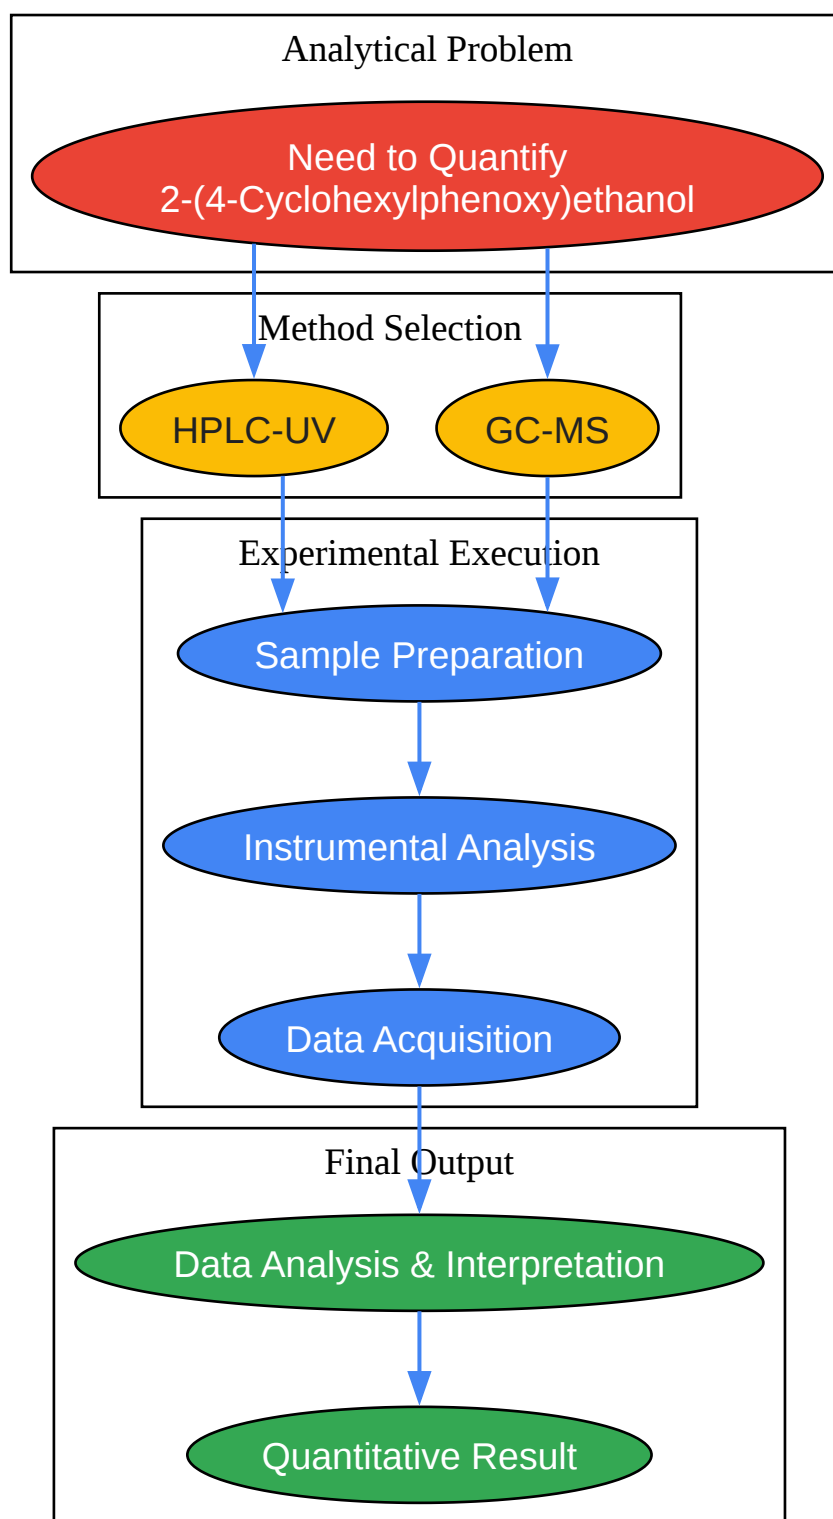 Analytical Problem
Need to Quantify
2-(4-Cyclohexylphenoxy)ethanol
Method Selection
HPLC-UV
GC-MS
Experimental Execution
Sample Preparation
Instrumental Analysis
Data Acquisition
Final Output
Data Analysis & Interpretation
Quantitative Result